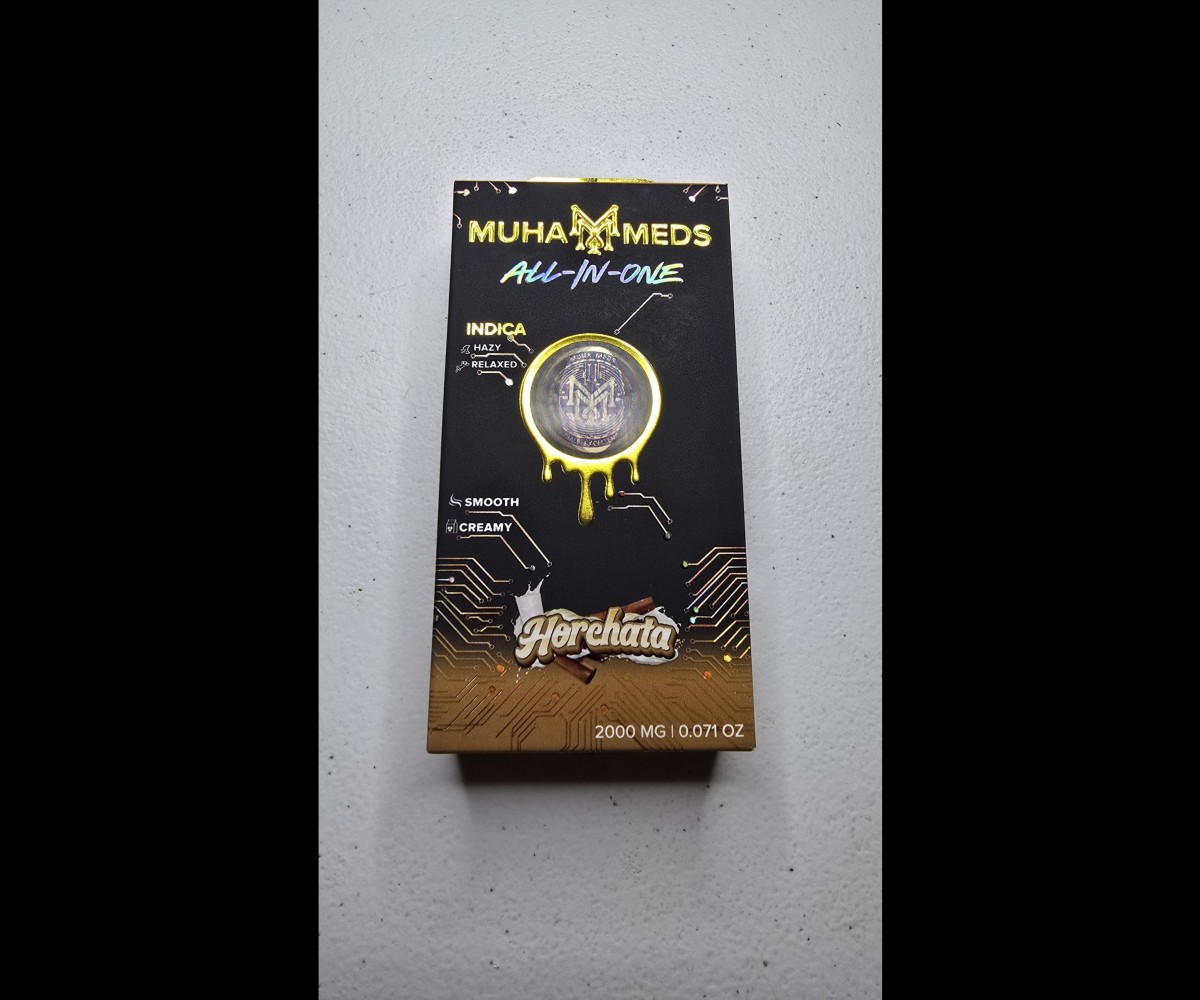 MUHA MEDS
ALL-IN-ONE
INDICA
HAZY
RELAXED
SMOOTH
CREAMY
Horchata
2000 MG | 0.071 OZ